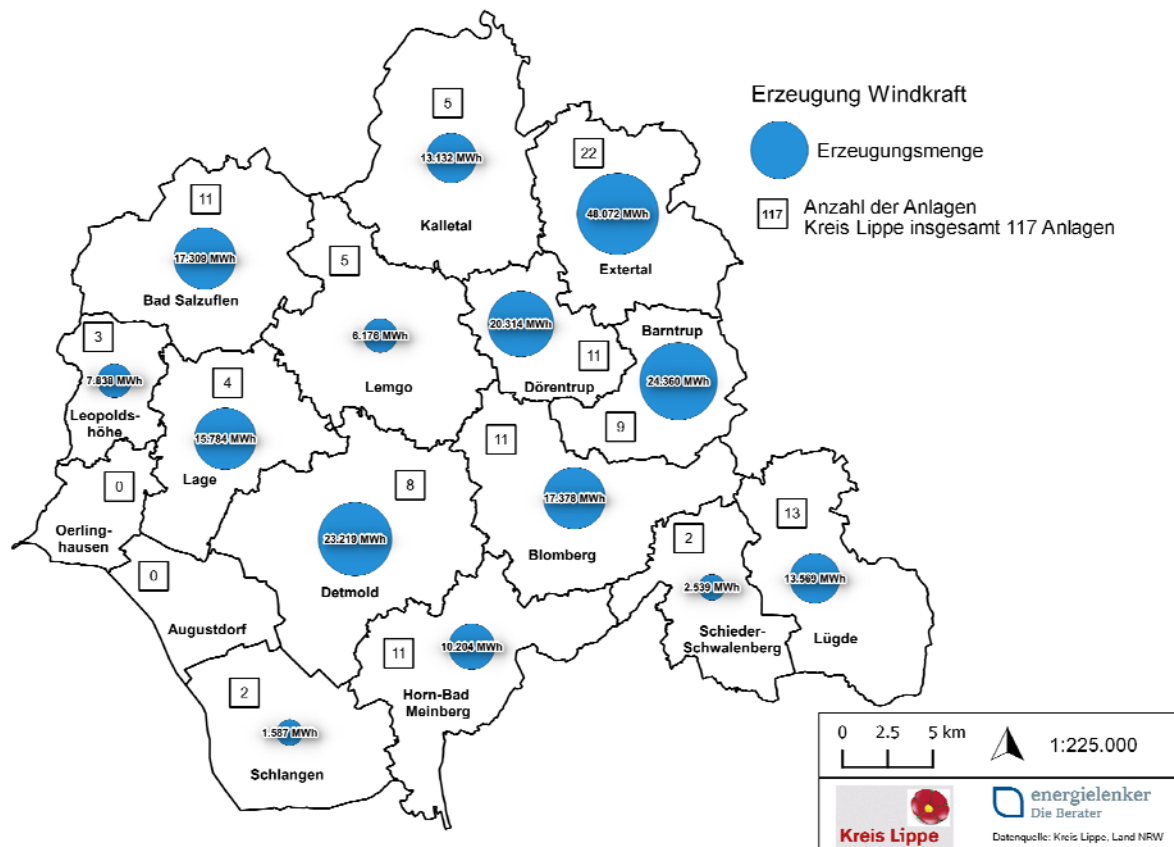 Erzeugung Windkraft
Erzeugungsmenge
117
Anzahl der Anlagen
Kreis Lippe insgesamt 117 Anlagen
5
13.132 MWh
Kalletal
22
48.072 MWh
Extertal
11
17.309 MWh
Bad Salzuflen
5
6.176 MWh
Lemgo
20.314 MWh
11
Dörentrup
Barntrup
24.360 MWh
9
3
7.838 MWh
Leopolds-
höhe
4
15.784 MWh
Lage
0
Oerling-
hausen
8
23.219 MWh
Detmold
11
17.378 MWh
Blomberg
0
Augustdorf
2
2.539 MWh
Schieder-
Schwalenberg
13
13.569 MWh
Lügde
11
10.204 MWh
Horn-Bad
Meinberg
2
1.587 MWh
Schlangen
0 2.5 5 km
1:225.000
Kreis Lippe
energielenker
Die Berater
Datenquelle: Kreis Lippe, Land NRW